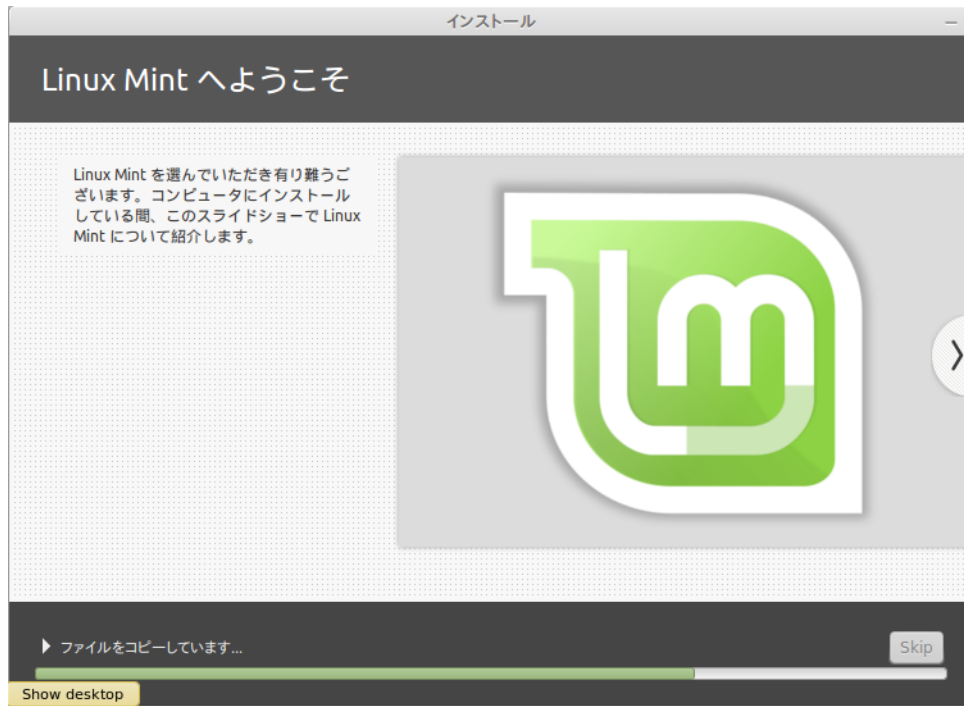 インストール
Linux Mint へようこそ
Linux Mint を選んでいただき有り難うご
ざいます。コンピュータにインストール
している間、このスライドショーで Linux
Mint について紹介します。
ファイルをコピーしています...
Skip
Show desktop